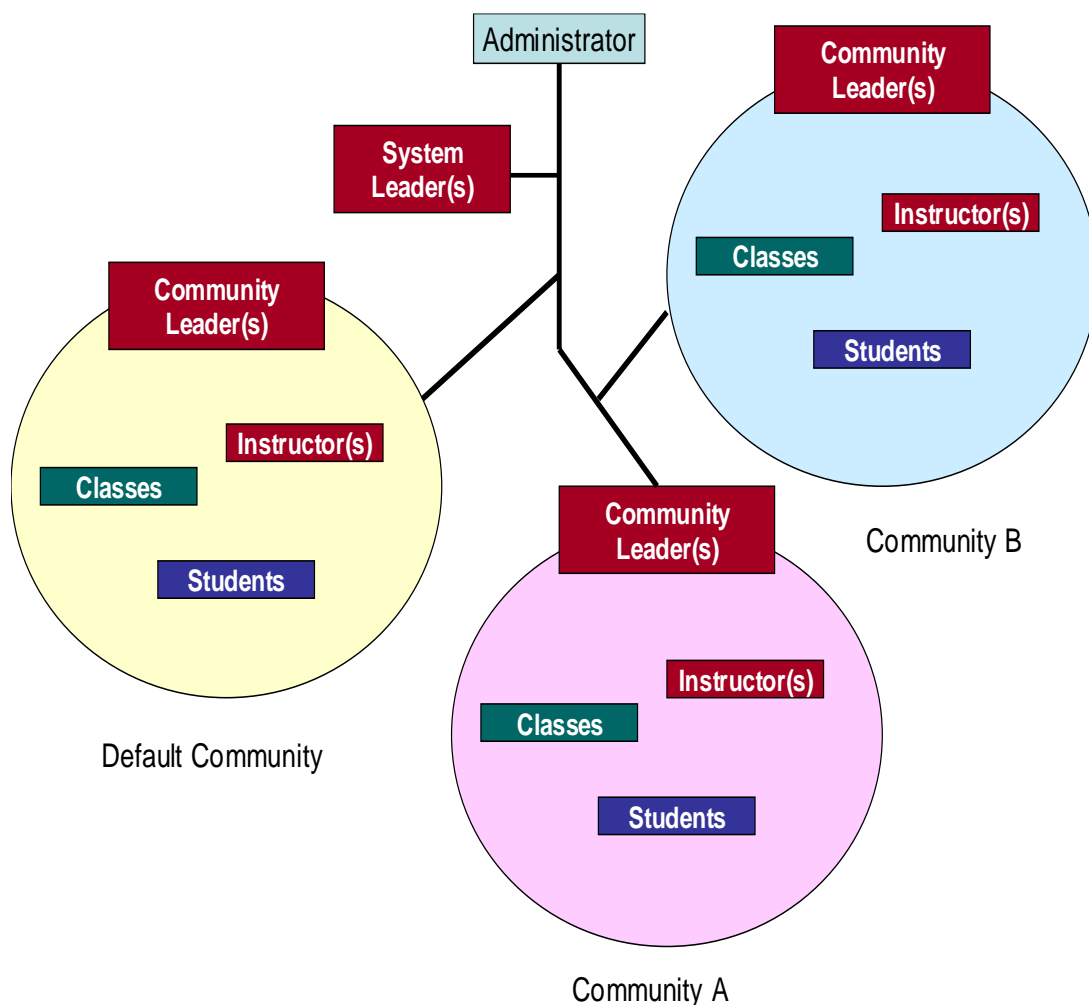 Administrator
System
Leader(s)
Community
Leader(s)
Instructor(s)
Classes
Students
Community B
Community
Leader(s)
Instructor(s)
Classes
Students
Default Community
Community
Leader(s)
Instructor(s)
Classes
Students
Community A